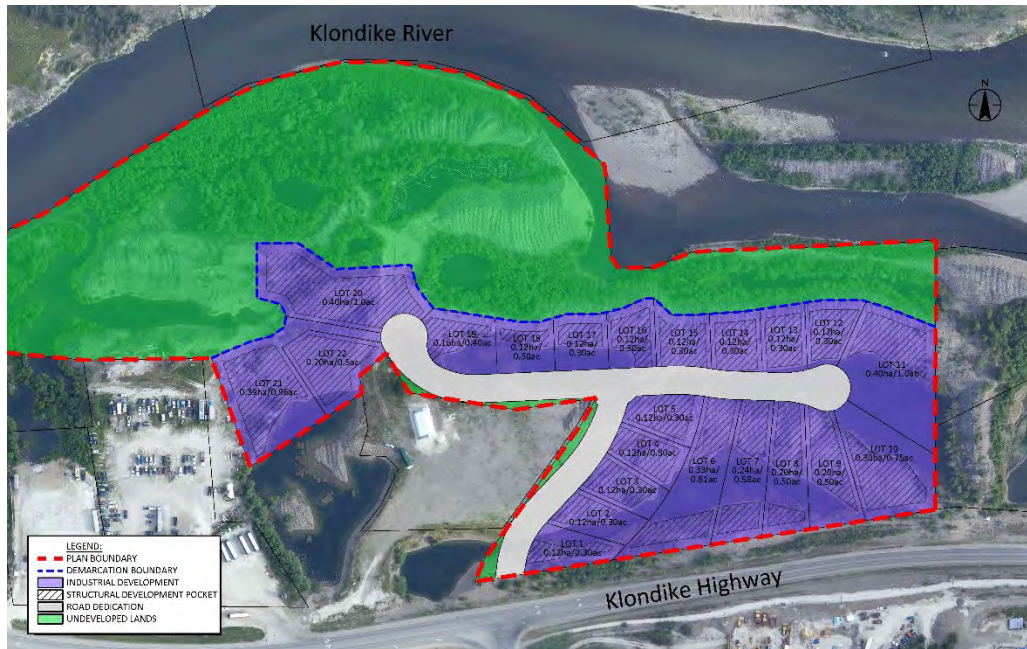 Klondike River
N
LOT 20
0.40ha/1.0ac
LOT 19
0.16ha/0.40ac
LOT 18
0.12ha/
0.30ac
LOT 17
0.12ha/
0.30ac
LOT 16
0.12ha/
0.30ac
LOT 15
0.12ha/
0.30ac
LOT 14
0.12ha/
0.30ac
LOT 13
0.12ha/
0.30ac
LOT 12
0.12ha/
0.30ac
LOT 11
0.40ha/1.0ac
LOT 22
0.20ha/0.5ac
LOT 21
0.39ha/0.96ac
LOT 5
0.12ha/0.30ac
LOT 4
0.12ha/0.30ac
LOT 3
0.12ha/0.30ac
LOT 2
0.12ha/0.30ac
LOT 1
0.12ha/0.30ac
LOT 6
0.33ha/
0.81ac
LOT 7
0.24ha/
0.58ac
LOT 8
0.20ha/
0.50ac
LOT 9
0.20ha/
0.50ac
LOT 10
0.30ha/0.75ac
Klondike Highway
LEGEND:
PLAN BOUNDARY
DEMARCATION BOUNDARY
INDUSTRIAL DEVELOPMENT
STRUCTURAL DEVELOPMENT POCKET
ROAD DEDICATION
UNDEVELOPED LANDS